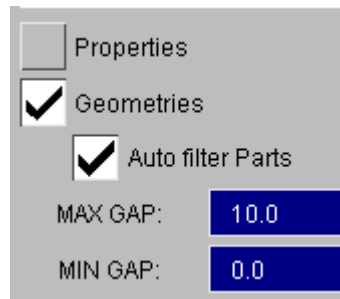 Properties
Geometries
Auto filter Parts
MAX GAP: 10.0
MIN GAP: 0.0